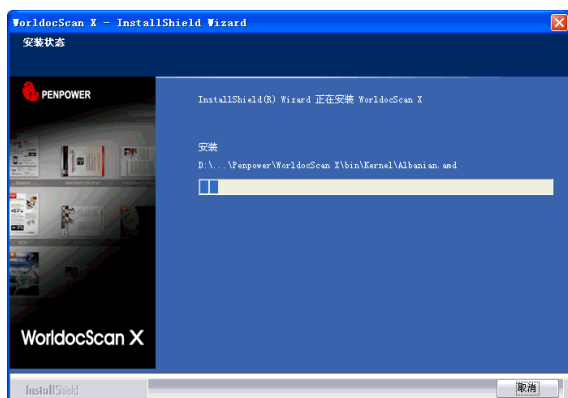 WorldocScan X - InstallShield Wizard
安装状态
PENPOWER
InstallShield(R) Wizard 正在安装 WorldocScan X
安装
D:\...\Penpower\WorldocScan X\bin\Kernel\Albanian.amd
WorldocScan X
InstallShield
取消